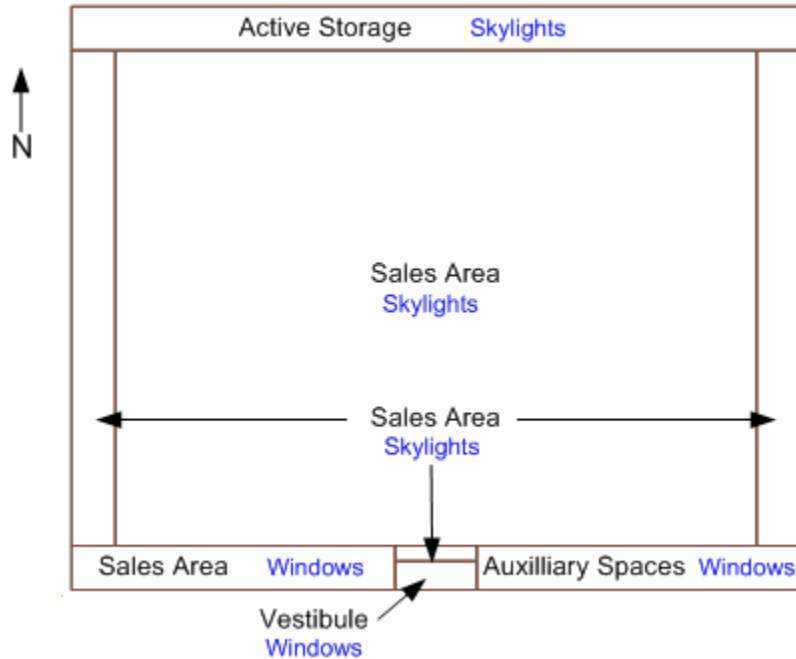 Active Storage Skylights
N
Sales Area
Skylights
Sales Area
Skylights
Sales Area Windows
Auxilliary Spaces Windows
Vestibule
Windows